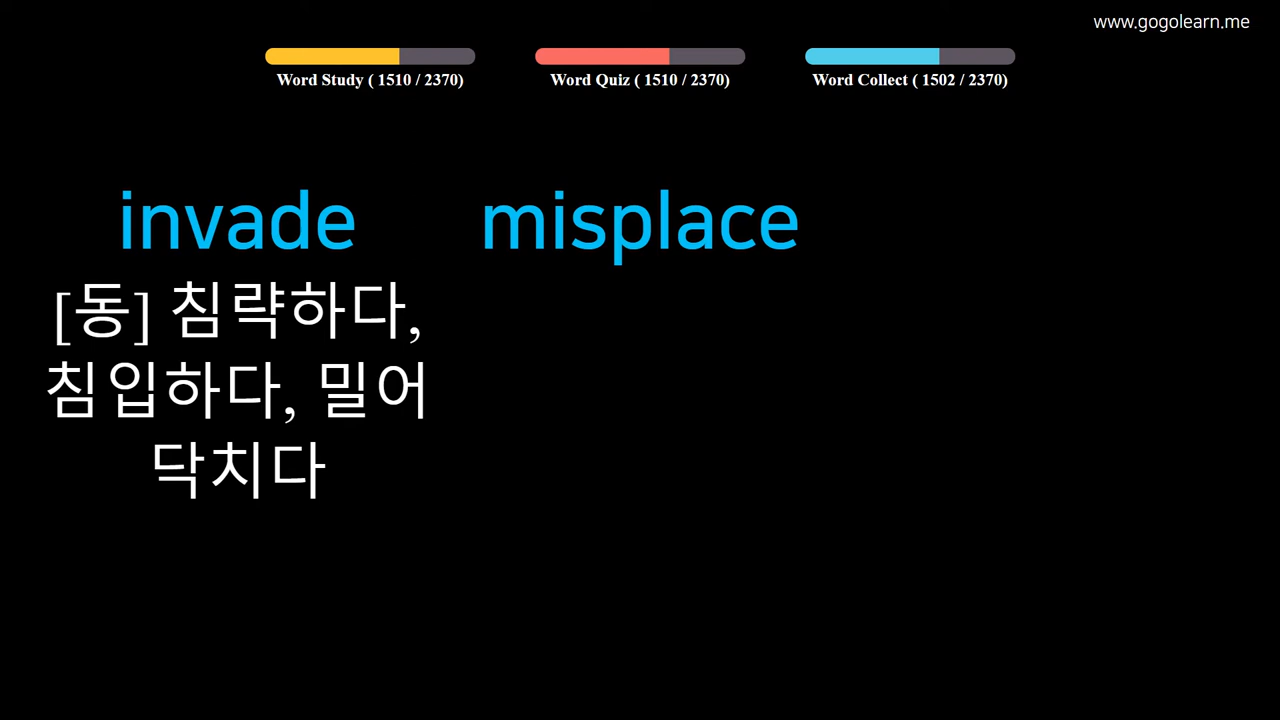 www.gogolearn.me
Word Study ( 1510 / 2370)
Word Quiz ( 1510 / 2370)
Word Collect ( 1502 / 2370)
invade
[동] 침략하다,
침입하다, 밀어
닥치다
misplace